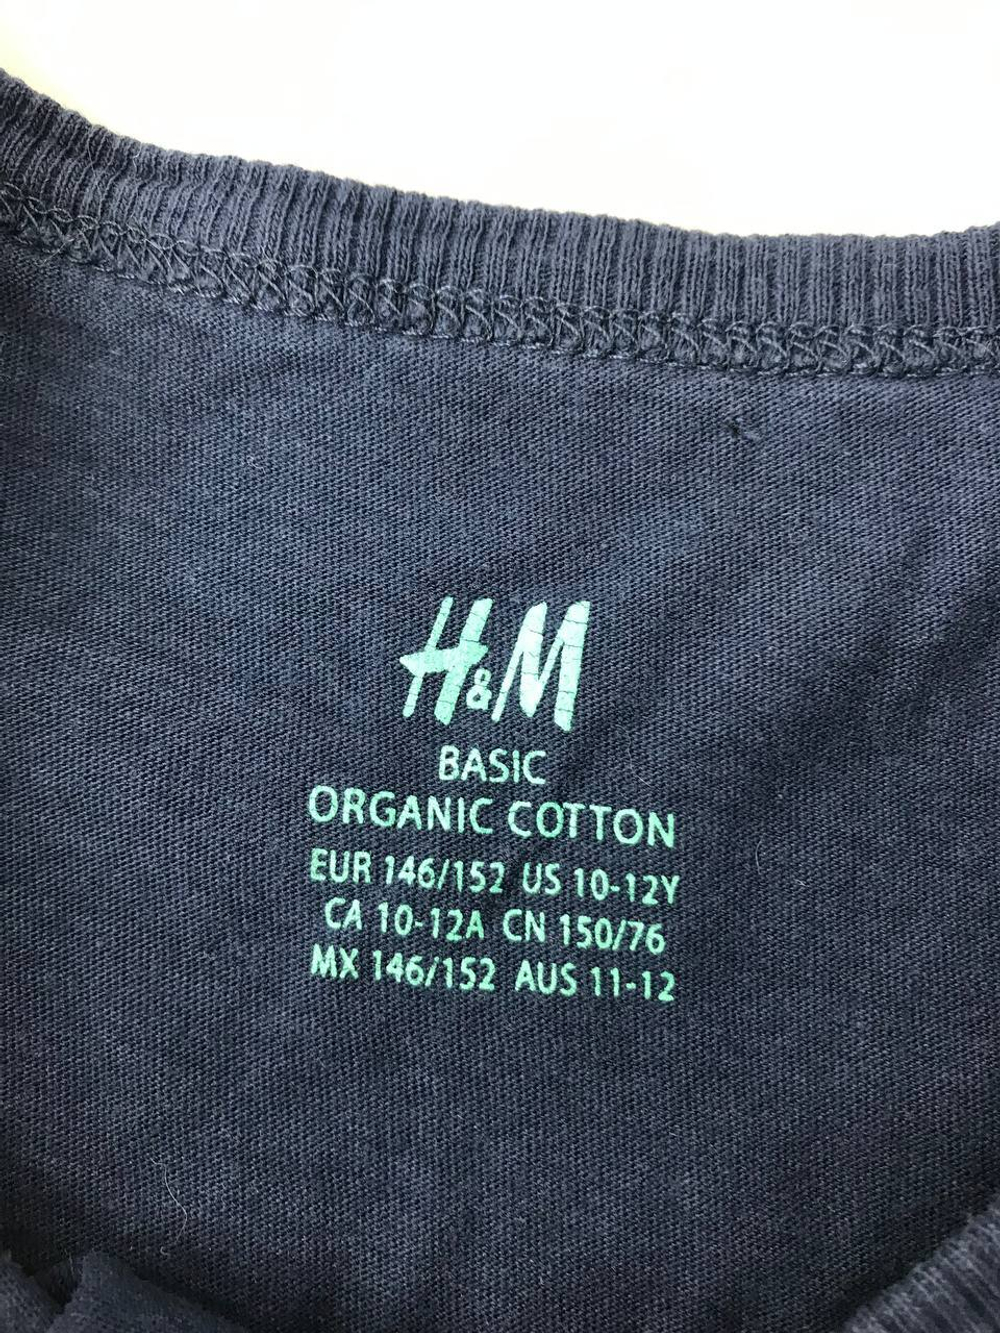 H&M
BASIC
ORGANIC COTTON
EUR 146/152 US 10-12Y
CA 10-12A CN 150/76
MX 146/152 AUS 11-12